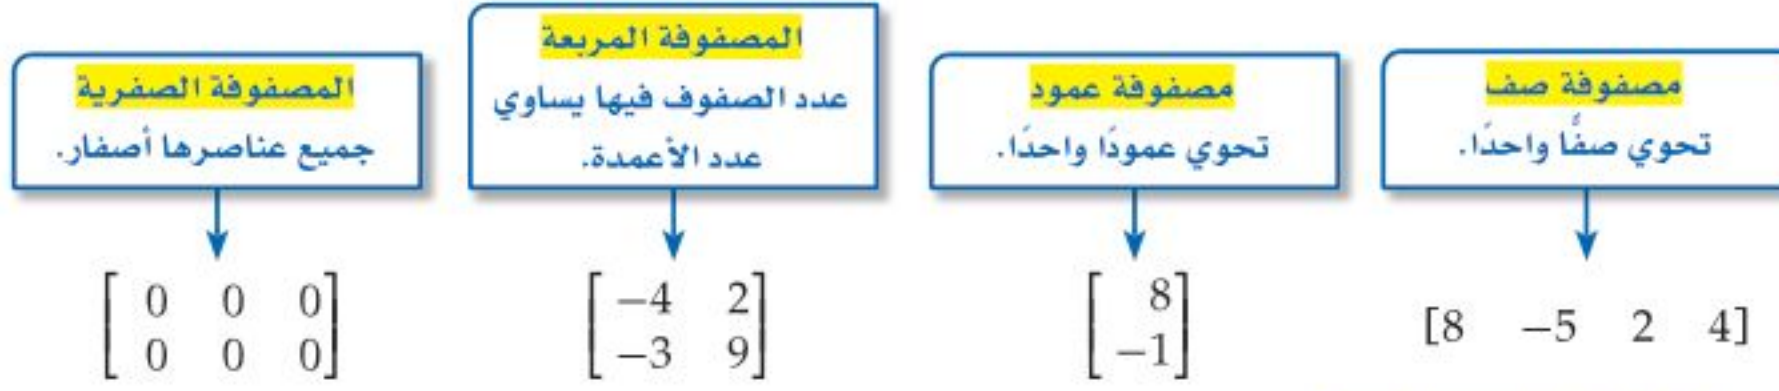 مصفوفة صف
تحوي صفًّا واحدًا.
[8 −5 2 4]
مصفوفة عمود
تحوي عمودًا واحدًا.
[8
−1]
المصفوفة المربعة
عدد الصفوف فيها يساوي
عدد الأعمدة.
[−4 2
−3 9]
المصفوفة الصفرية
جميع عناصرها أصفار.
[0 0 0
0 0 0]